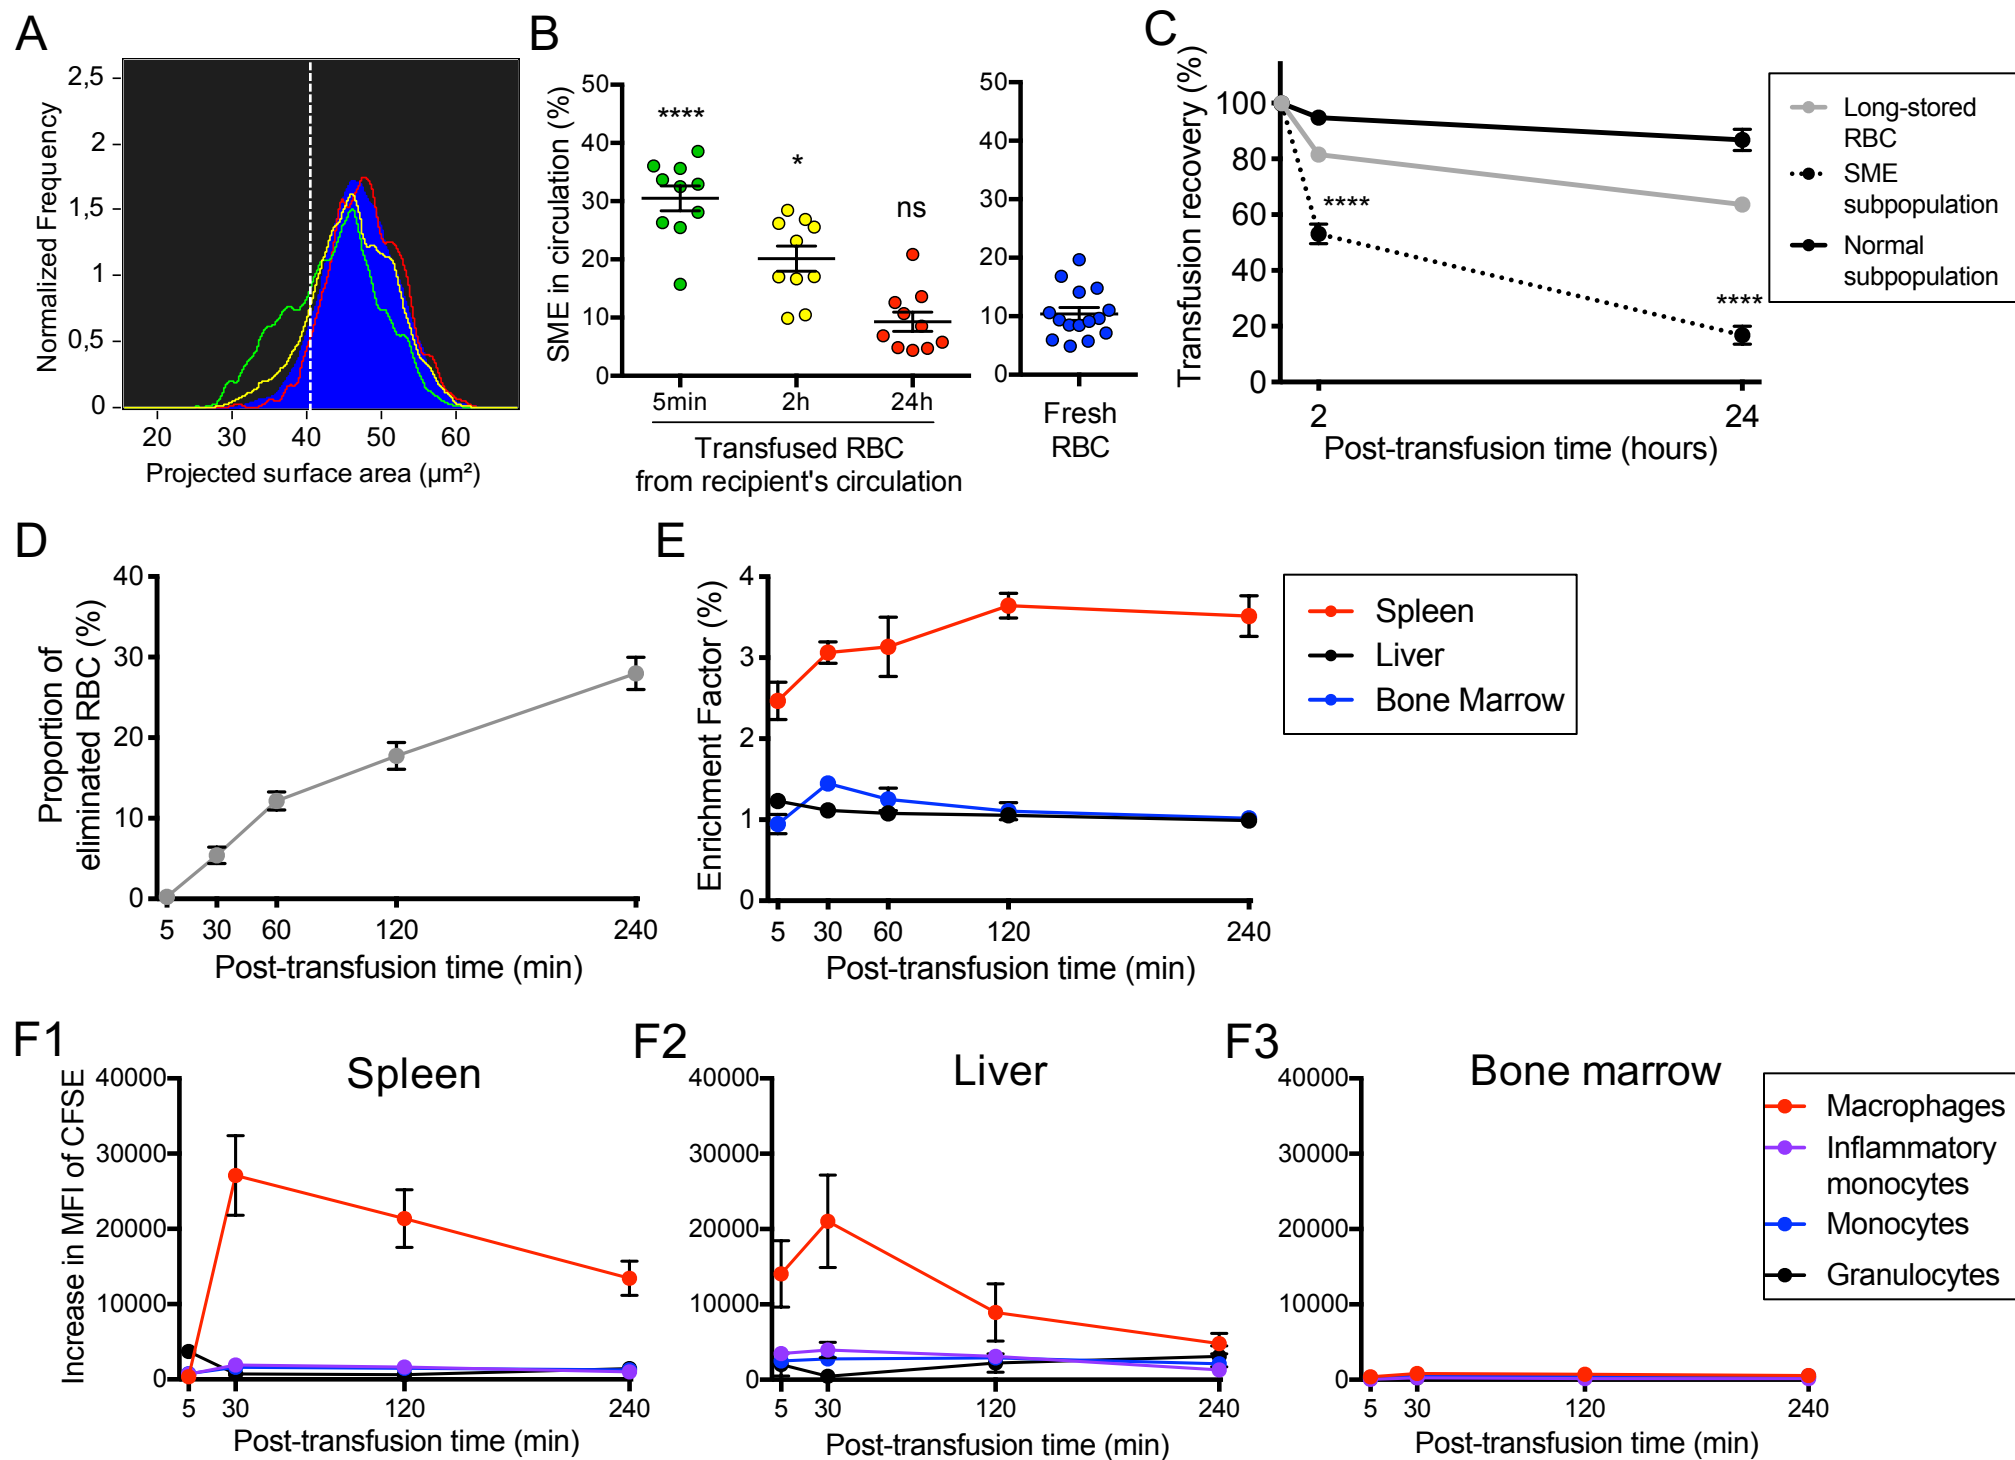 A
Normalized Frequency
2,5
2
1,5
1
0,5
0
20 30 40 50 60
Projected surface area (µm²)
B
SME in circulation (%)
50
40
30
20
10
0
****
*
ns
5min 2h 24h
Transfused RBC
from recipient's circulation
50
40
30
20
10
0
Fresh
RBC
C
Transfusion recovery (%)
100
80
60
40
20
0
****
****
2 24
Post-transfusion time (hours)
Long-stored
RBC
SME
subpopulation
Normal
subpopulation
D
Proportion of
eliminated RBC (%)
40
30
20
10
0
5 30 60 120 240
Post-transfusion time (min)
E
Enrichment Factor (%)
4
3
2
1
0
5 30 60 120 240
Post-transfusion time (min)
Spleen
Liver
Bone Marrow
F1
Spleen
Increase in MFI of CFSE
40000
30000
20000
10000
0
5 30 120 240
Post-transfusion time (min)
F2
Liver
40000
30000
20000
10000
0
5 30 120 240
Post-transfusion time (min)
F3
Bone marrow
40000
30000
20000
10000
0
5 30 120 240
Post-transfusion time (min)
Macrophages
Inflammatory
monocytes
Monocytes
Granulocytes